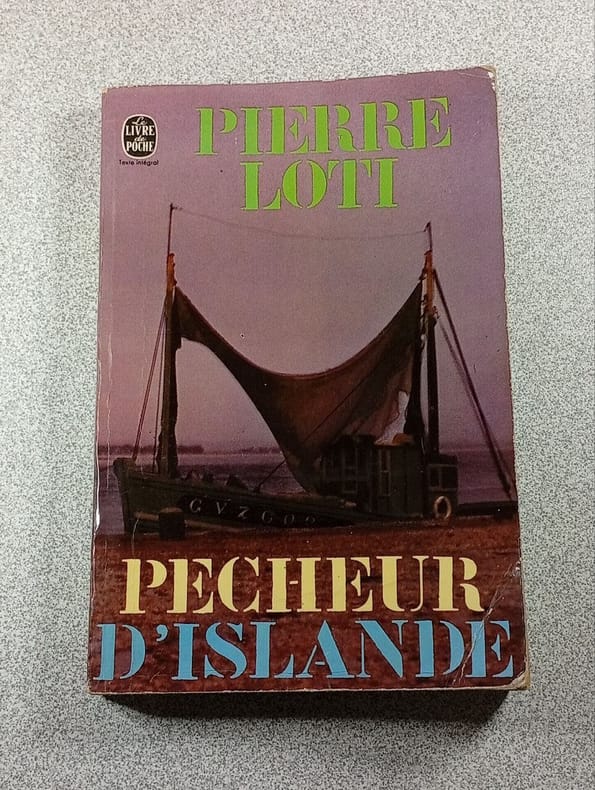 Le
LIVRE
de
POCHE
Texte intégral
PIERRE
LOTI
PECHEUR
D'ISLANDE